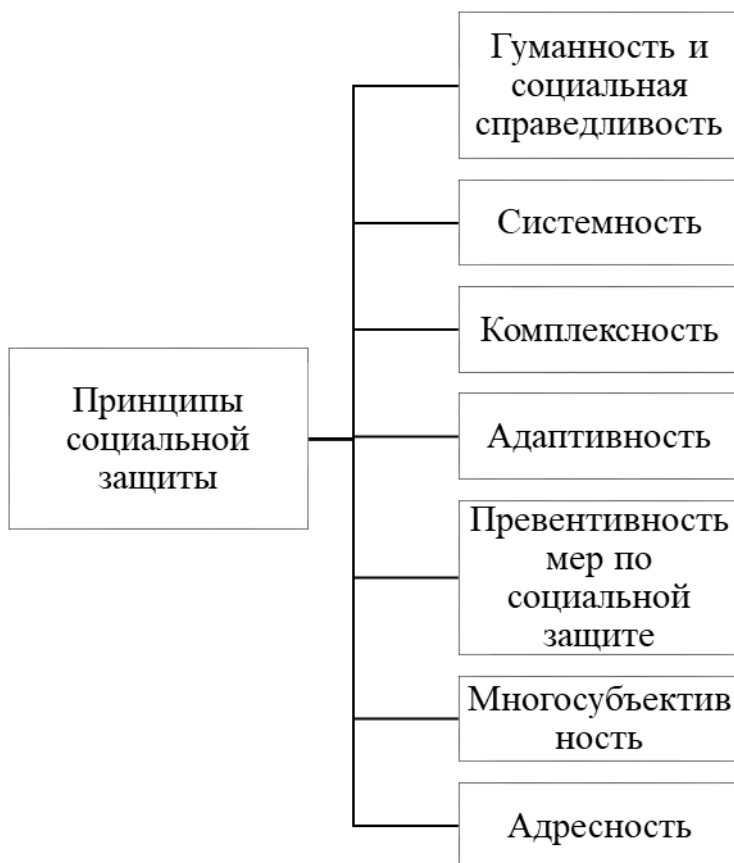 Гуманность и
социальная
справедливость
Системность
Комплексность
Принципы
социальной
защиты
Адаптивность
Превентивность
мер по
социальной
защите
Многосубъектив
ность
Адресность